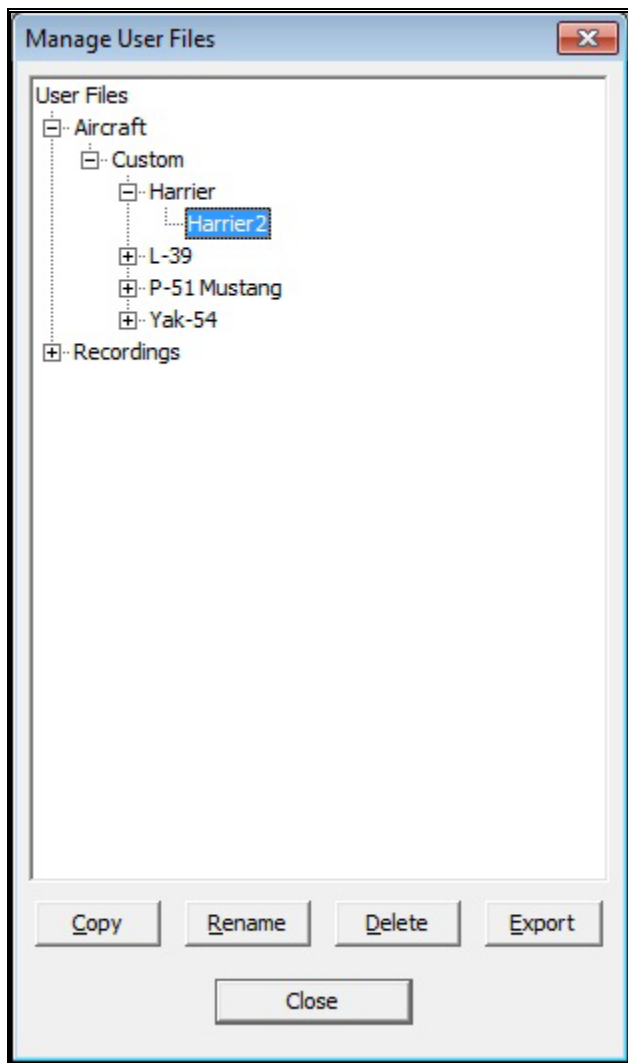 Manage User Files
User Files
Aircraft
Custom
Harrier
Harrier2
L-39
P-51 Mustang
Yak-54
Recordings
Copy Rename Delete Export
Close